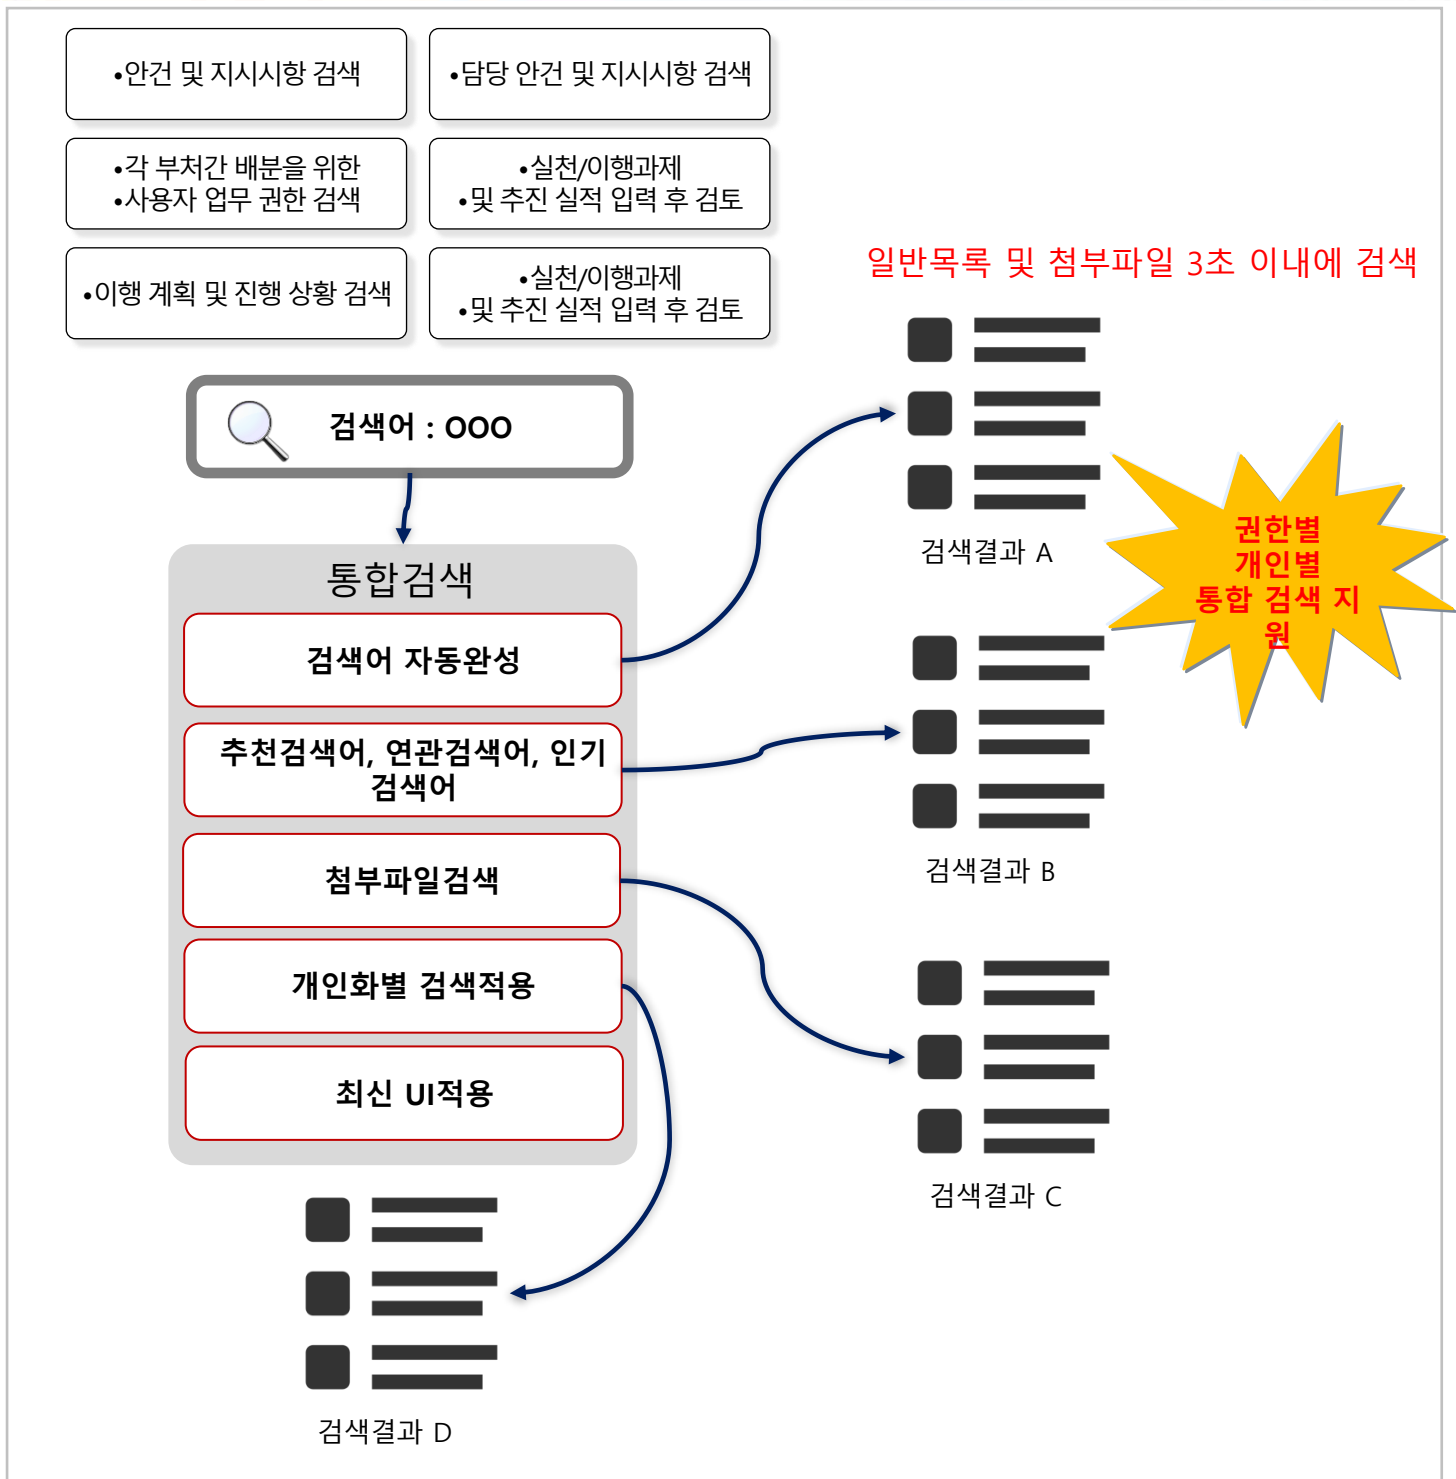 •안건 및 지시시항 검색
•담당 안건 및 지시시항 검색
•각 부처간 배분을 위한
•사용자 업무 권한 검색
•실천/이행과제
•및 추진 실적 입력 후 검토
•이행 계획 및 진행 상황 검색
•실천/이행과제
•및 추진 실적 입력 후 검토
일반목록 및 첨부파일 3초 이내에 검색
검색어 : OOO
통합검색
검색어 자동완성
추천검색어, 연관검색어, 인기
검색어
첨부파일검색
개인화별 검색적용
최신 UI적용
검색결과 A
권한별
개인별
통합 검색 지
원
검색결과 B
검색결과 C
검색결과 D